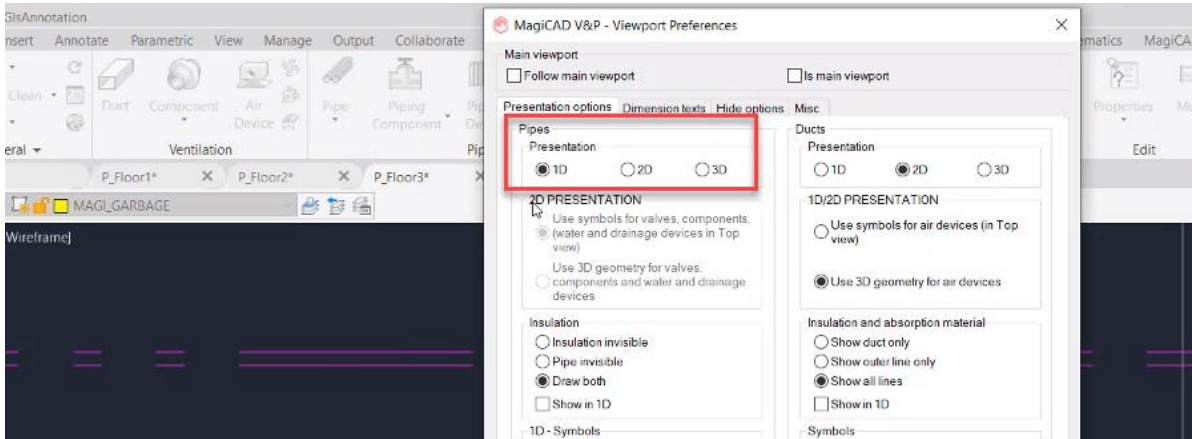 GIsAnnotation
nsert Annotate Parametric View Manage Output Collaborate
Clean
Duct Component Air Device Pipe Piping Component
eral Ventilation Pip
P_Floor1* P_Floor2* P_Floor3*
MAGI_GARBAGE
Wireframe]
MagiCAD V&P - Viewport Preferences
Main viewport
Follow main viewport Is main viewport
Presentation options Dimension texts Hide options Misc
Pipes
Presentation
1D 2D 3D
2D PRESENTATION
Use symbols for valves, components,
(water and drainage devices in Top
view)
Use 3D geometry for valves,
components and water and drainage
devices
Insulation
Insulation invisible
Pipe invisible
Draw both
Show in 1D
1D - Symbols
Ducts
Presentation
1D 2D 3D
1D/2D PRESENTATION
Use symbols for air devices (in Top
view)
Use 3D geometry for air devices
Insulation and absorption material
Show duct only
Show outer line only
Show all lines
Show in 1D
Symbols
ematics MagiCA
Properties
Edit